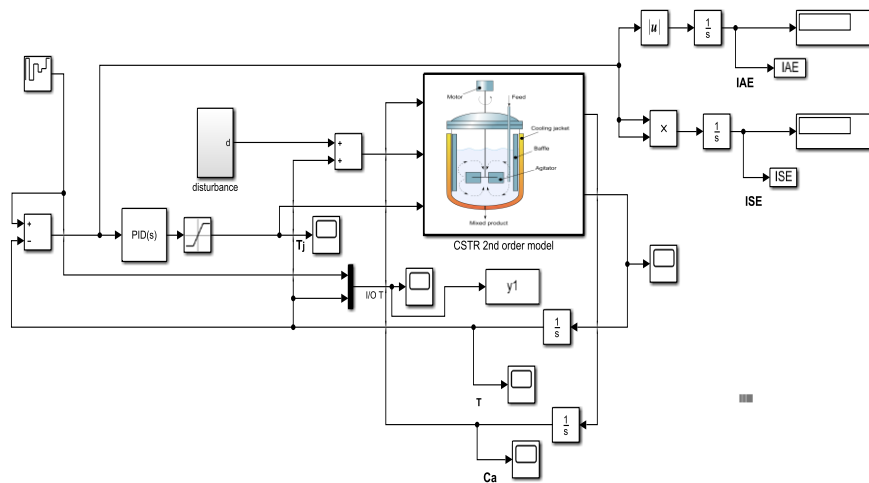 |u|
1
s
IAE
IAE
Motor
Feed
Cooling jacket
Baffle
Agitator
Mixed product
d
disturbance
+
+
×
1
s
ISE
ISE
+
−
PID(s)
Tj
CSTR 2nd order model
I/O T
y1
1
s
T
1
s
Ca